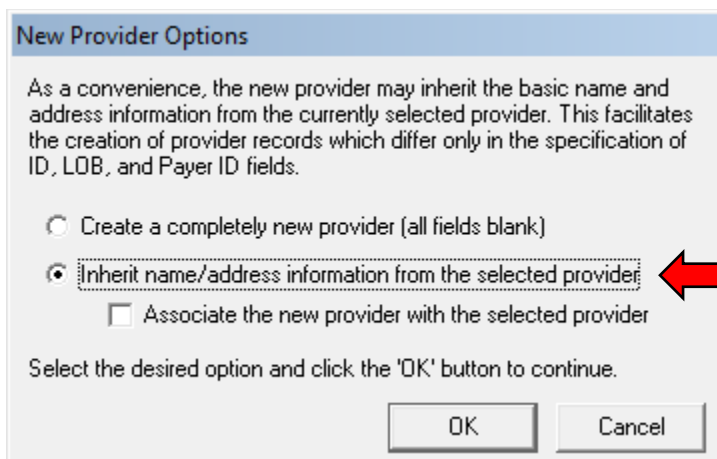 New Provider Options
As a convenience, the new provider may inherit the basic name and
address information from the currently selected provider. This facilitates
the creation of provider records which differ only in the specification of
ID, LOB, and Payer ID fields.
Create a completely new provider (all fields blank)
Inherit name/address information from the selected provider
Associate the new provider with the selected provider
Select the desired option and click the 'OK' button to continue.
OK Cancel